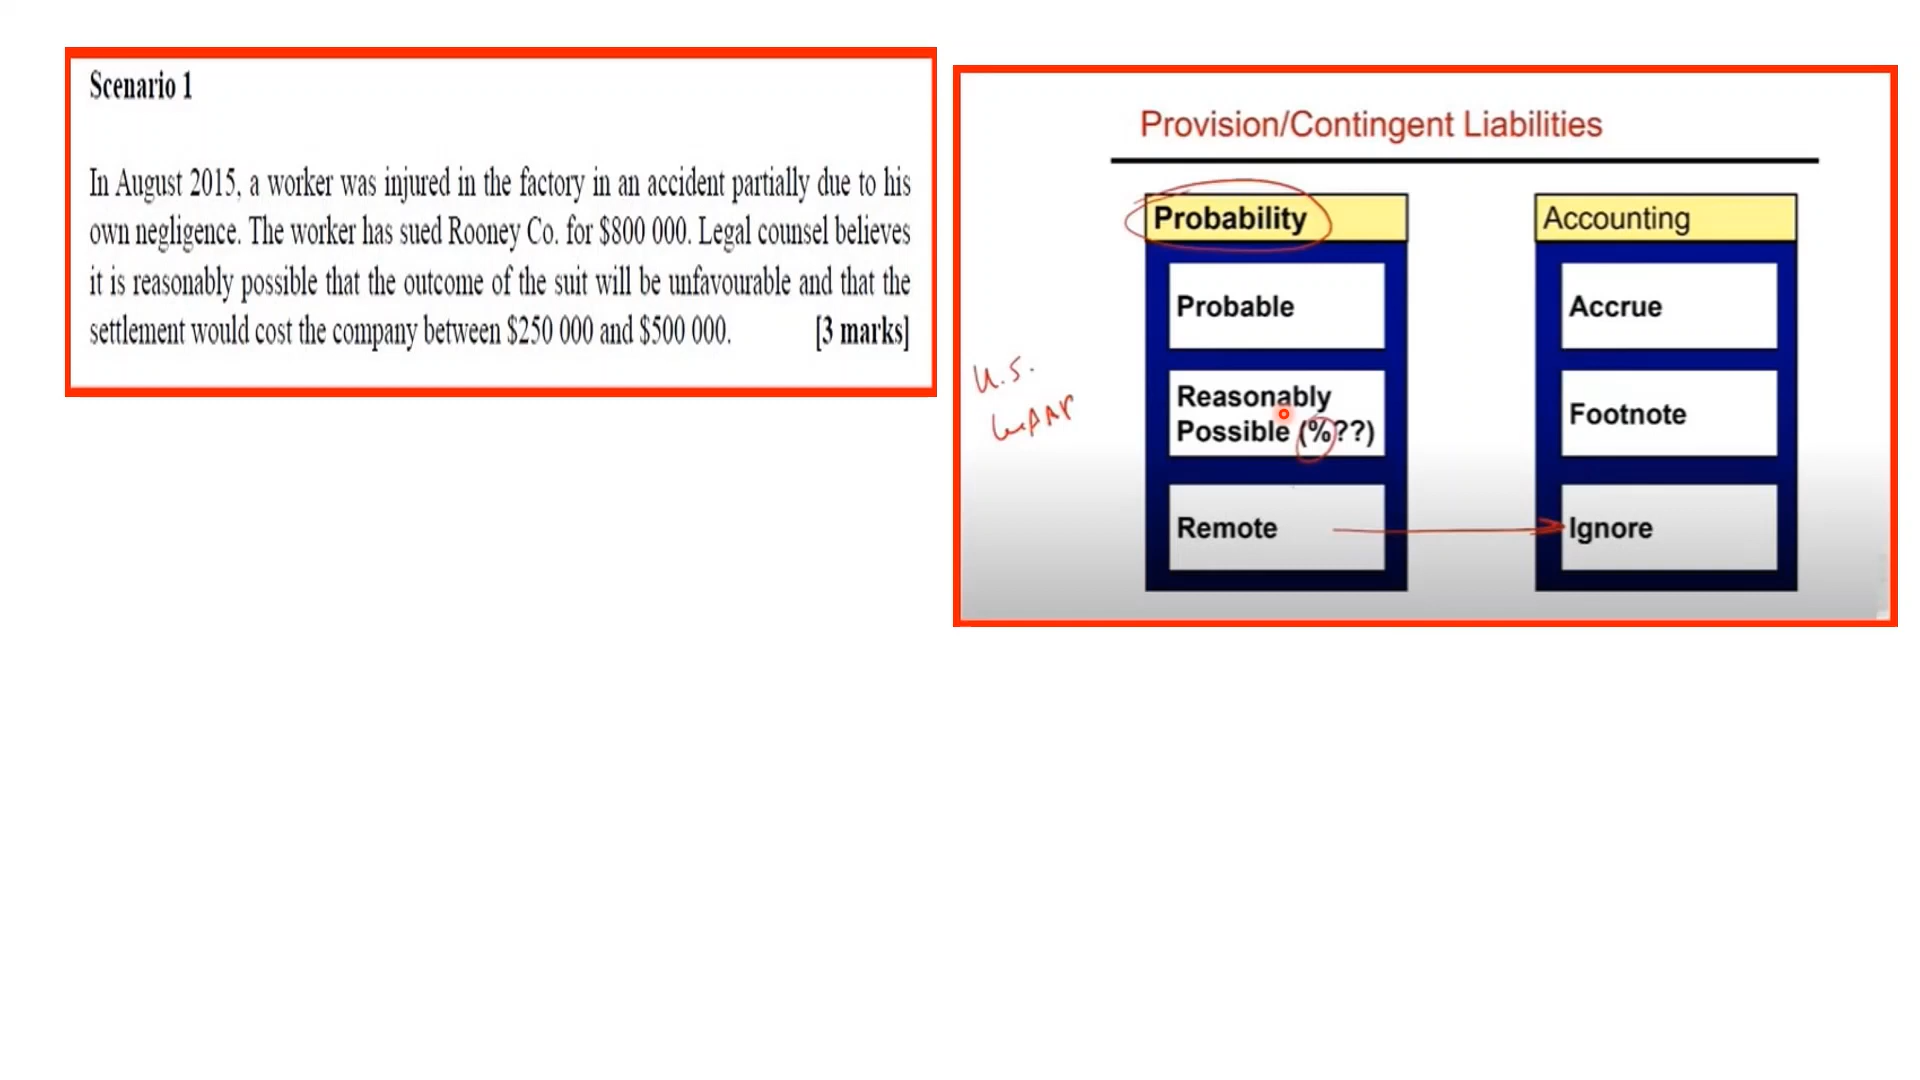 Scenario 1
In August 2015, a worker was injured in the factory in an accident partially due to his
own negligence. The worker has sued Rooney Co. for $800 000. Legal counsel believes
it is reasonably possible that the outcome of the suit will be unfavourable and that the
settlement would cost the company between $250 000 and $500 000. [3 marks]
Provision/Contingent Liabilities
Probability
Accounting
Probable
Accrue
U.S.
GAAP
Reasonably
Possible (%??)
Footnote
Remote
Ignore